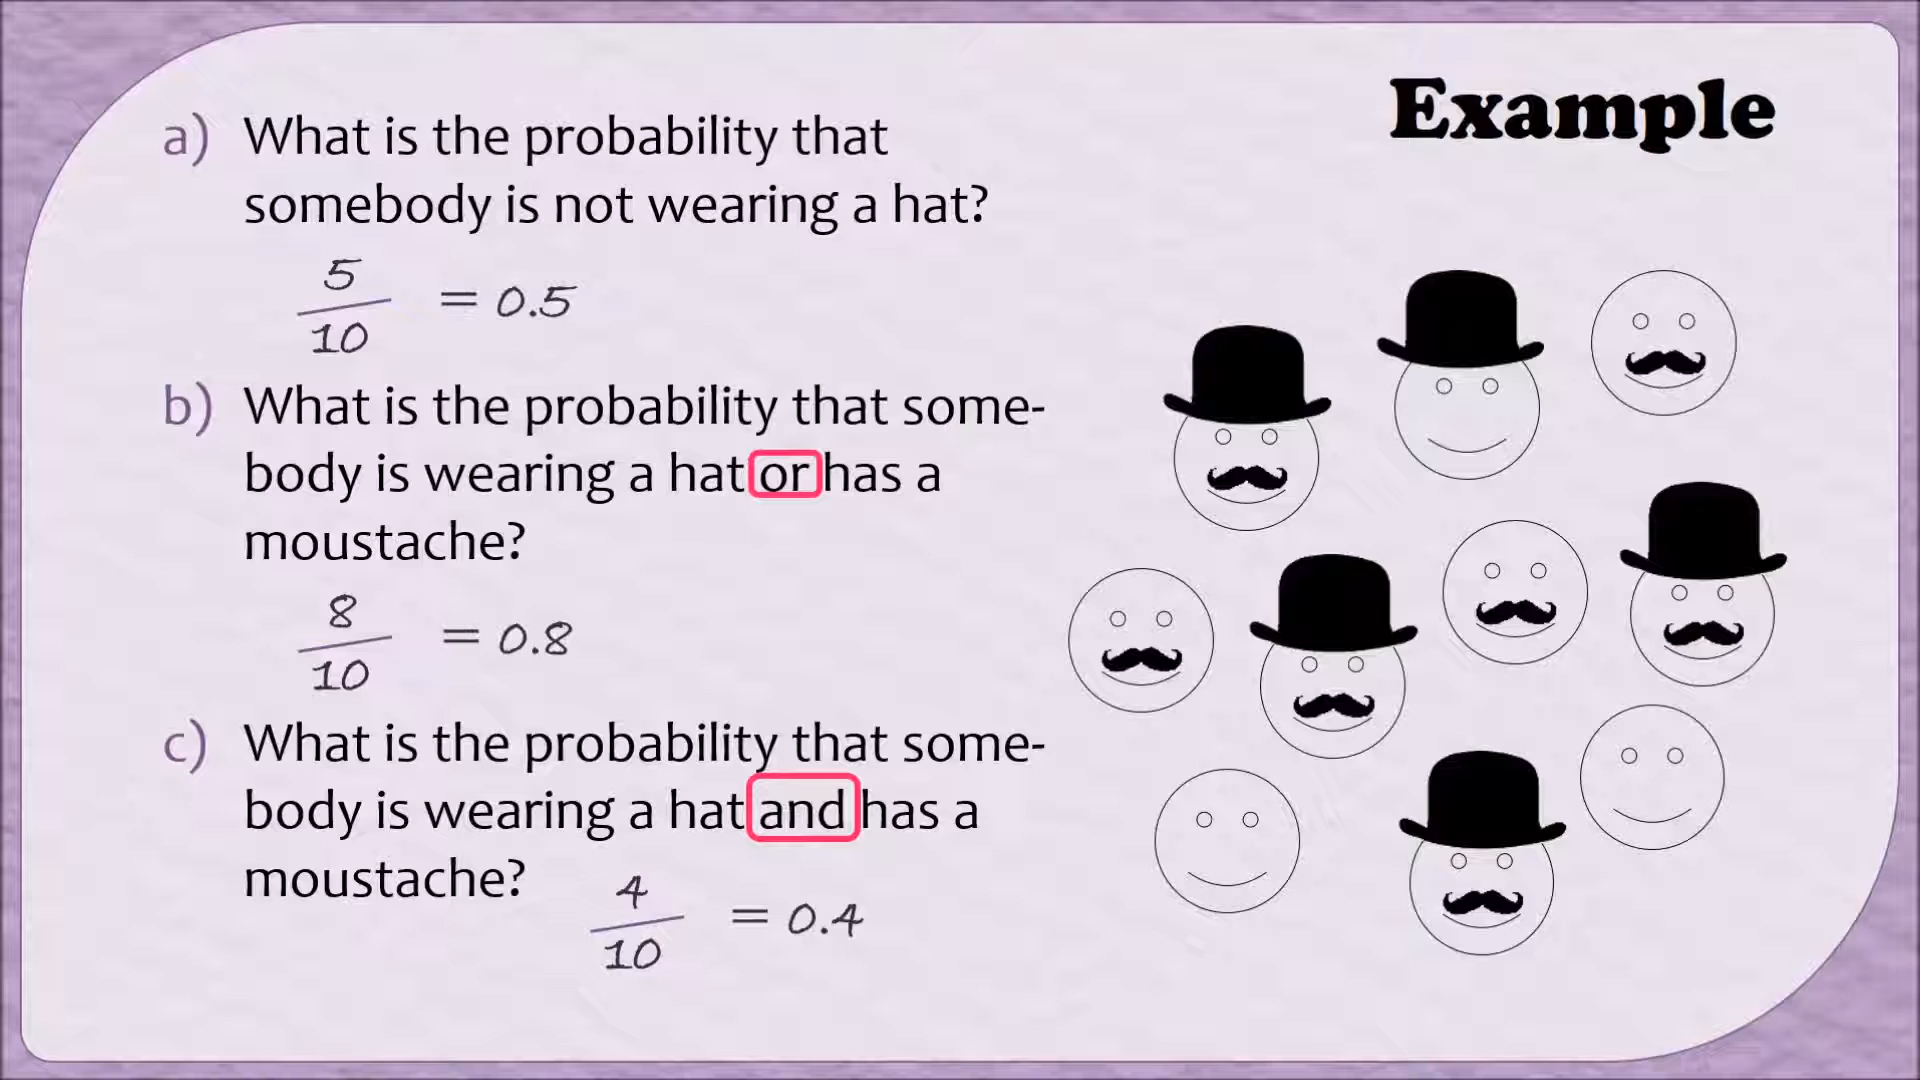 Example
a) What is the probability that
somebody is not wearing a hat?
5/10 = 0.5
b) What is the probability that some-
body is wearing a hat or has a
moustache?
8/10 = 0.8
c) What is the probability that some-
body is wearing a hat and has a
moustache?
4/10 = 0.4